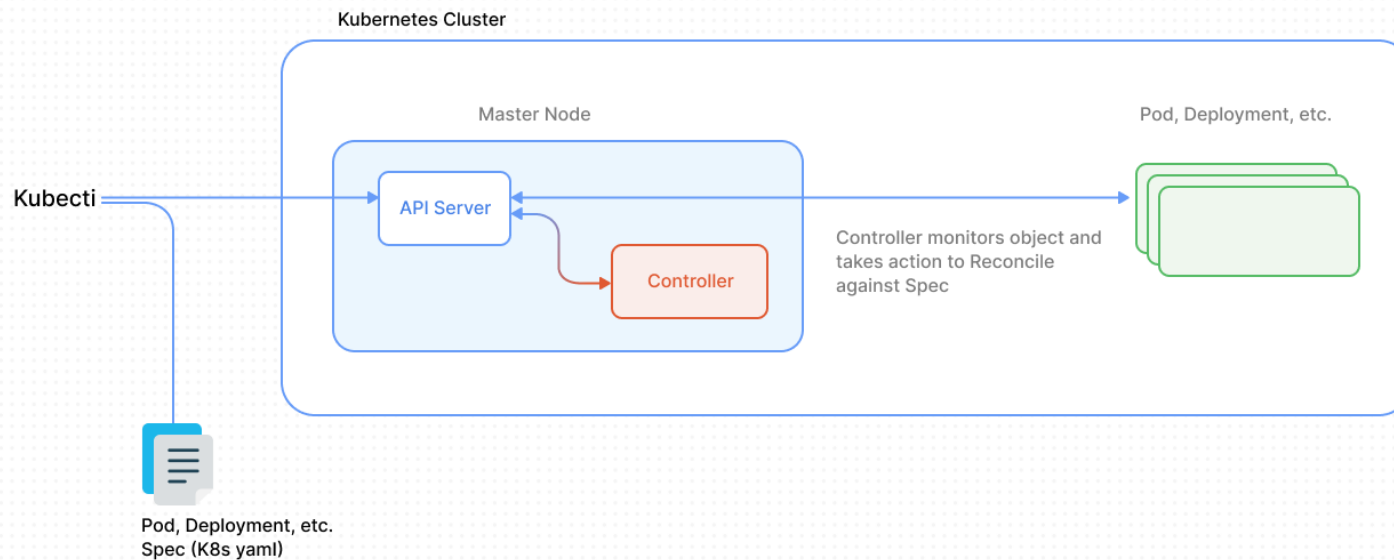 Kubernetes Cluster
Master Node
Pod, Deployment, etc.
Kubecti
API Server
Controller
Controller monitors object and
takes action to Reconcile
against Spec
Pod, Deployment, etc.
Spec (K8s yaml)